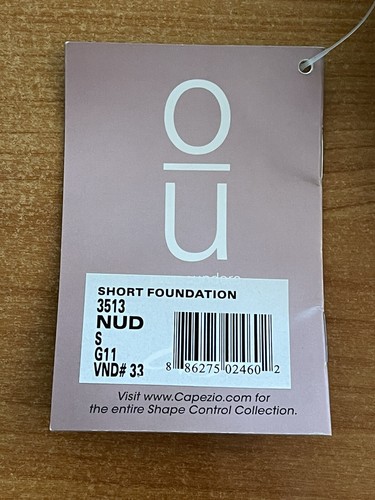 o
u
SHORT FOUNDATION
3513
NUD
S
G11
VND# 33
8 86275 02460 2
Visit www.Capezio.com for
the entire Shape Control Collection.